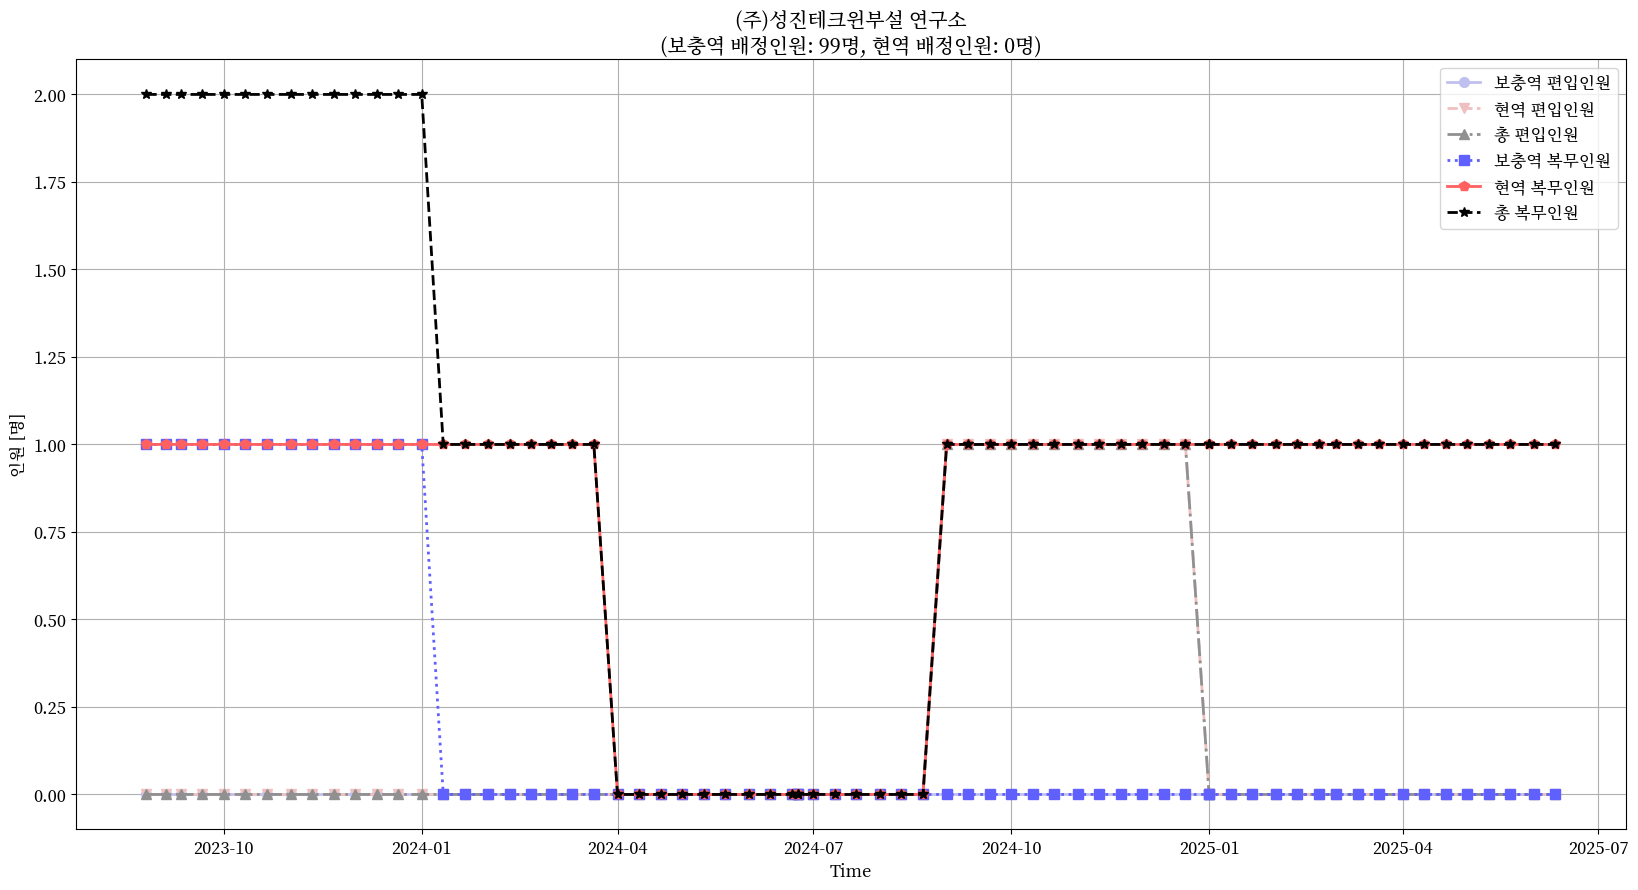 (주)성진테크윈부설 연구소
(보충역 배정인원: 99명, 현역 배정인원: 0명)
보충역 편입인원
현역 편입인원
총 편입인원
보충역 복무인원
현역 복무인원
총 복무인원
2.00
1.75
1.50
1.25
1.00
0.75
0.50
0.25
0.00
인원 [명]
2023-10
2024-01
2024-04
2024-07
2024-10
2025-01
2025-04
2025-07
Time